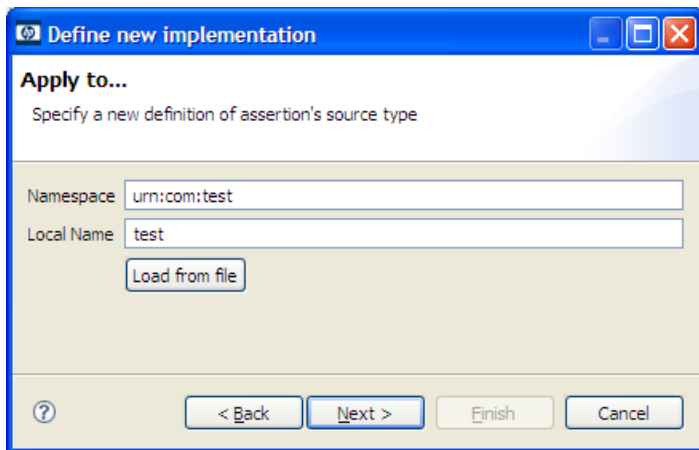 Define new implementation
Apply to...
Specify a new definition of assertion's source type
Namespace urn:com:test
Local Name test
Load from file
? < Back Next > Finish Cancel